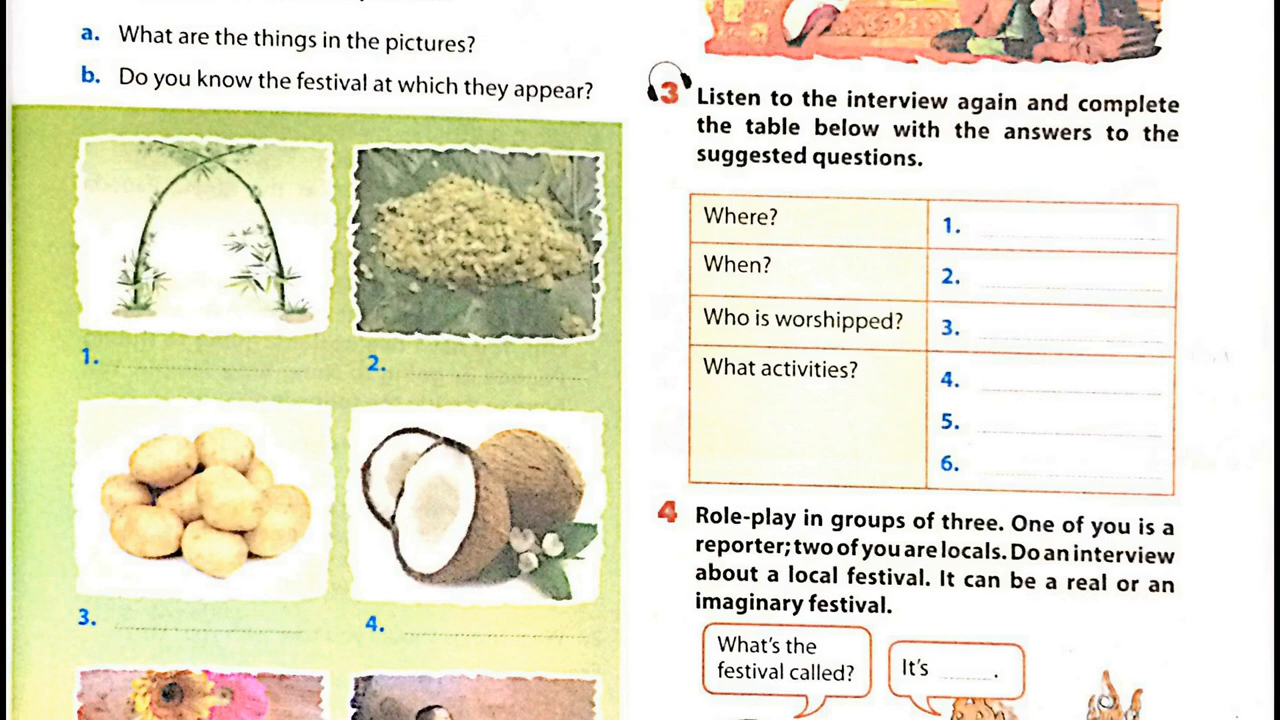 a. What are the things in the pictures?
b. Do you know the festival at which they appear?
1.
2.
3.
4.
3 Listen to the interview again and complete
the table below with the answers to the
suggested questions.
Where? 1.
When? 2.
Who is worshipped? 3.
What activities? 4.
5.
6.
4 Role-play in groups of three. One of you is a
reporter; two of you are locals. Do an interview
about a local festival. It can be a real or an
imaginary festival.
What's the
festival called?
It's ______.